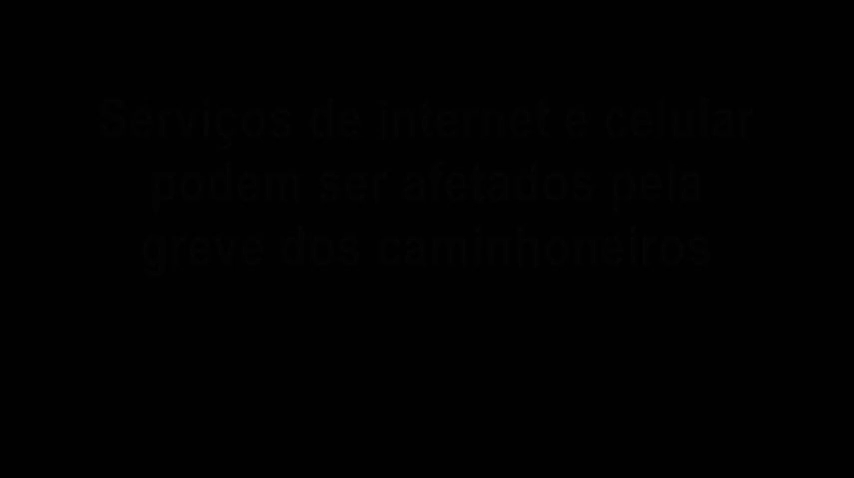 Serviços de Internet e celular
podem ser afetados pela
greve dos caminhoneiros